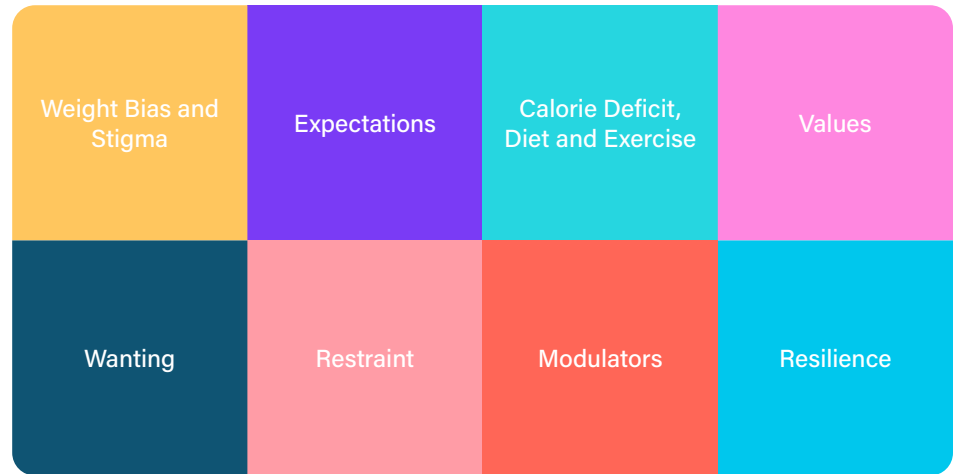 Weight Bias and
Stigma
Expectations
Calorie Deficit,
Diet and Exercise
Values
Wanting
Restraint
Modulators
Resilience